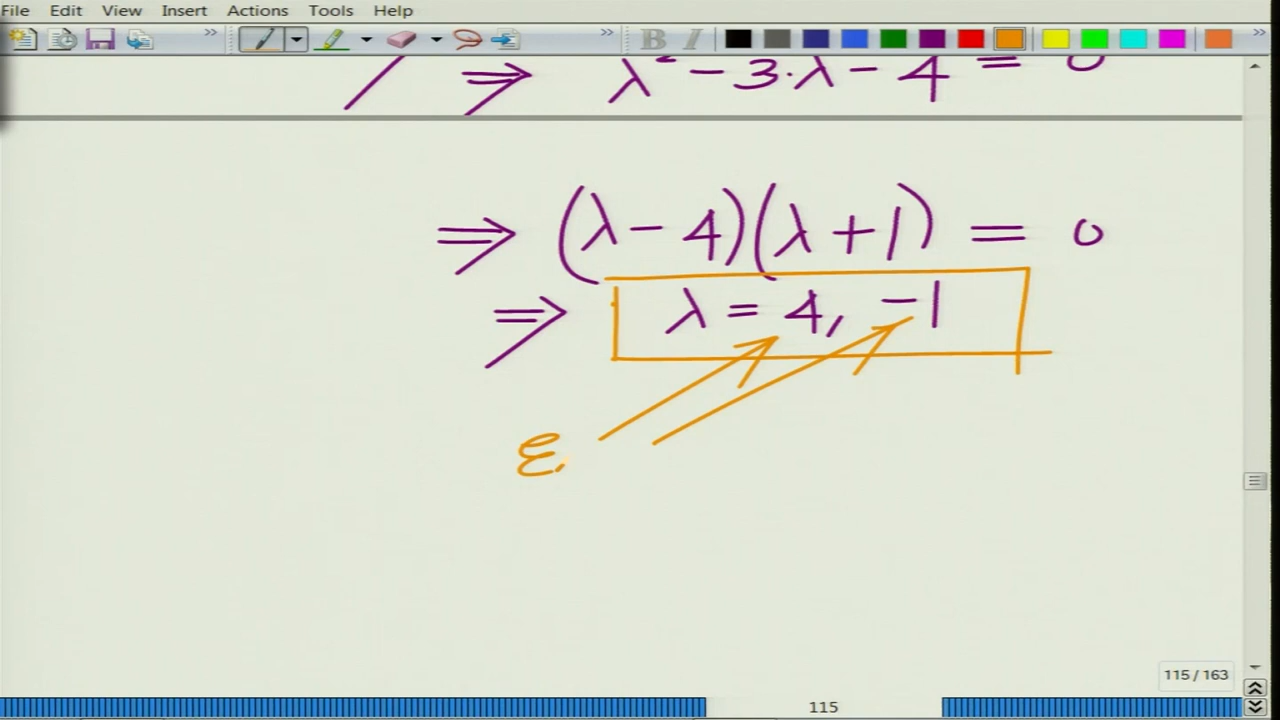 File Edit View Insert Actions Tools Help
B I
⇒ λ² - 3·λ - 4 = 0
⇒ (λ - 4)(λ + 1) = 0
⇒ λ = 4, -1
E
115 / 163
115